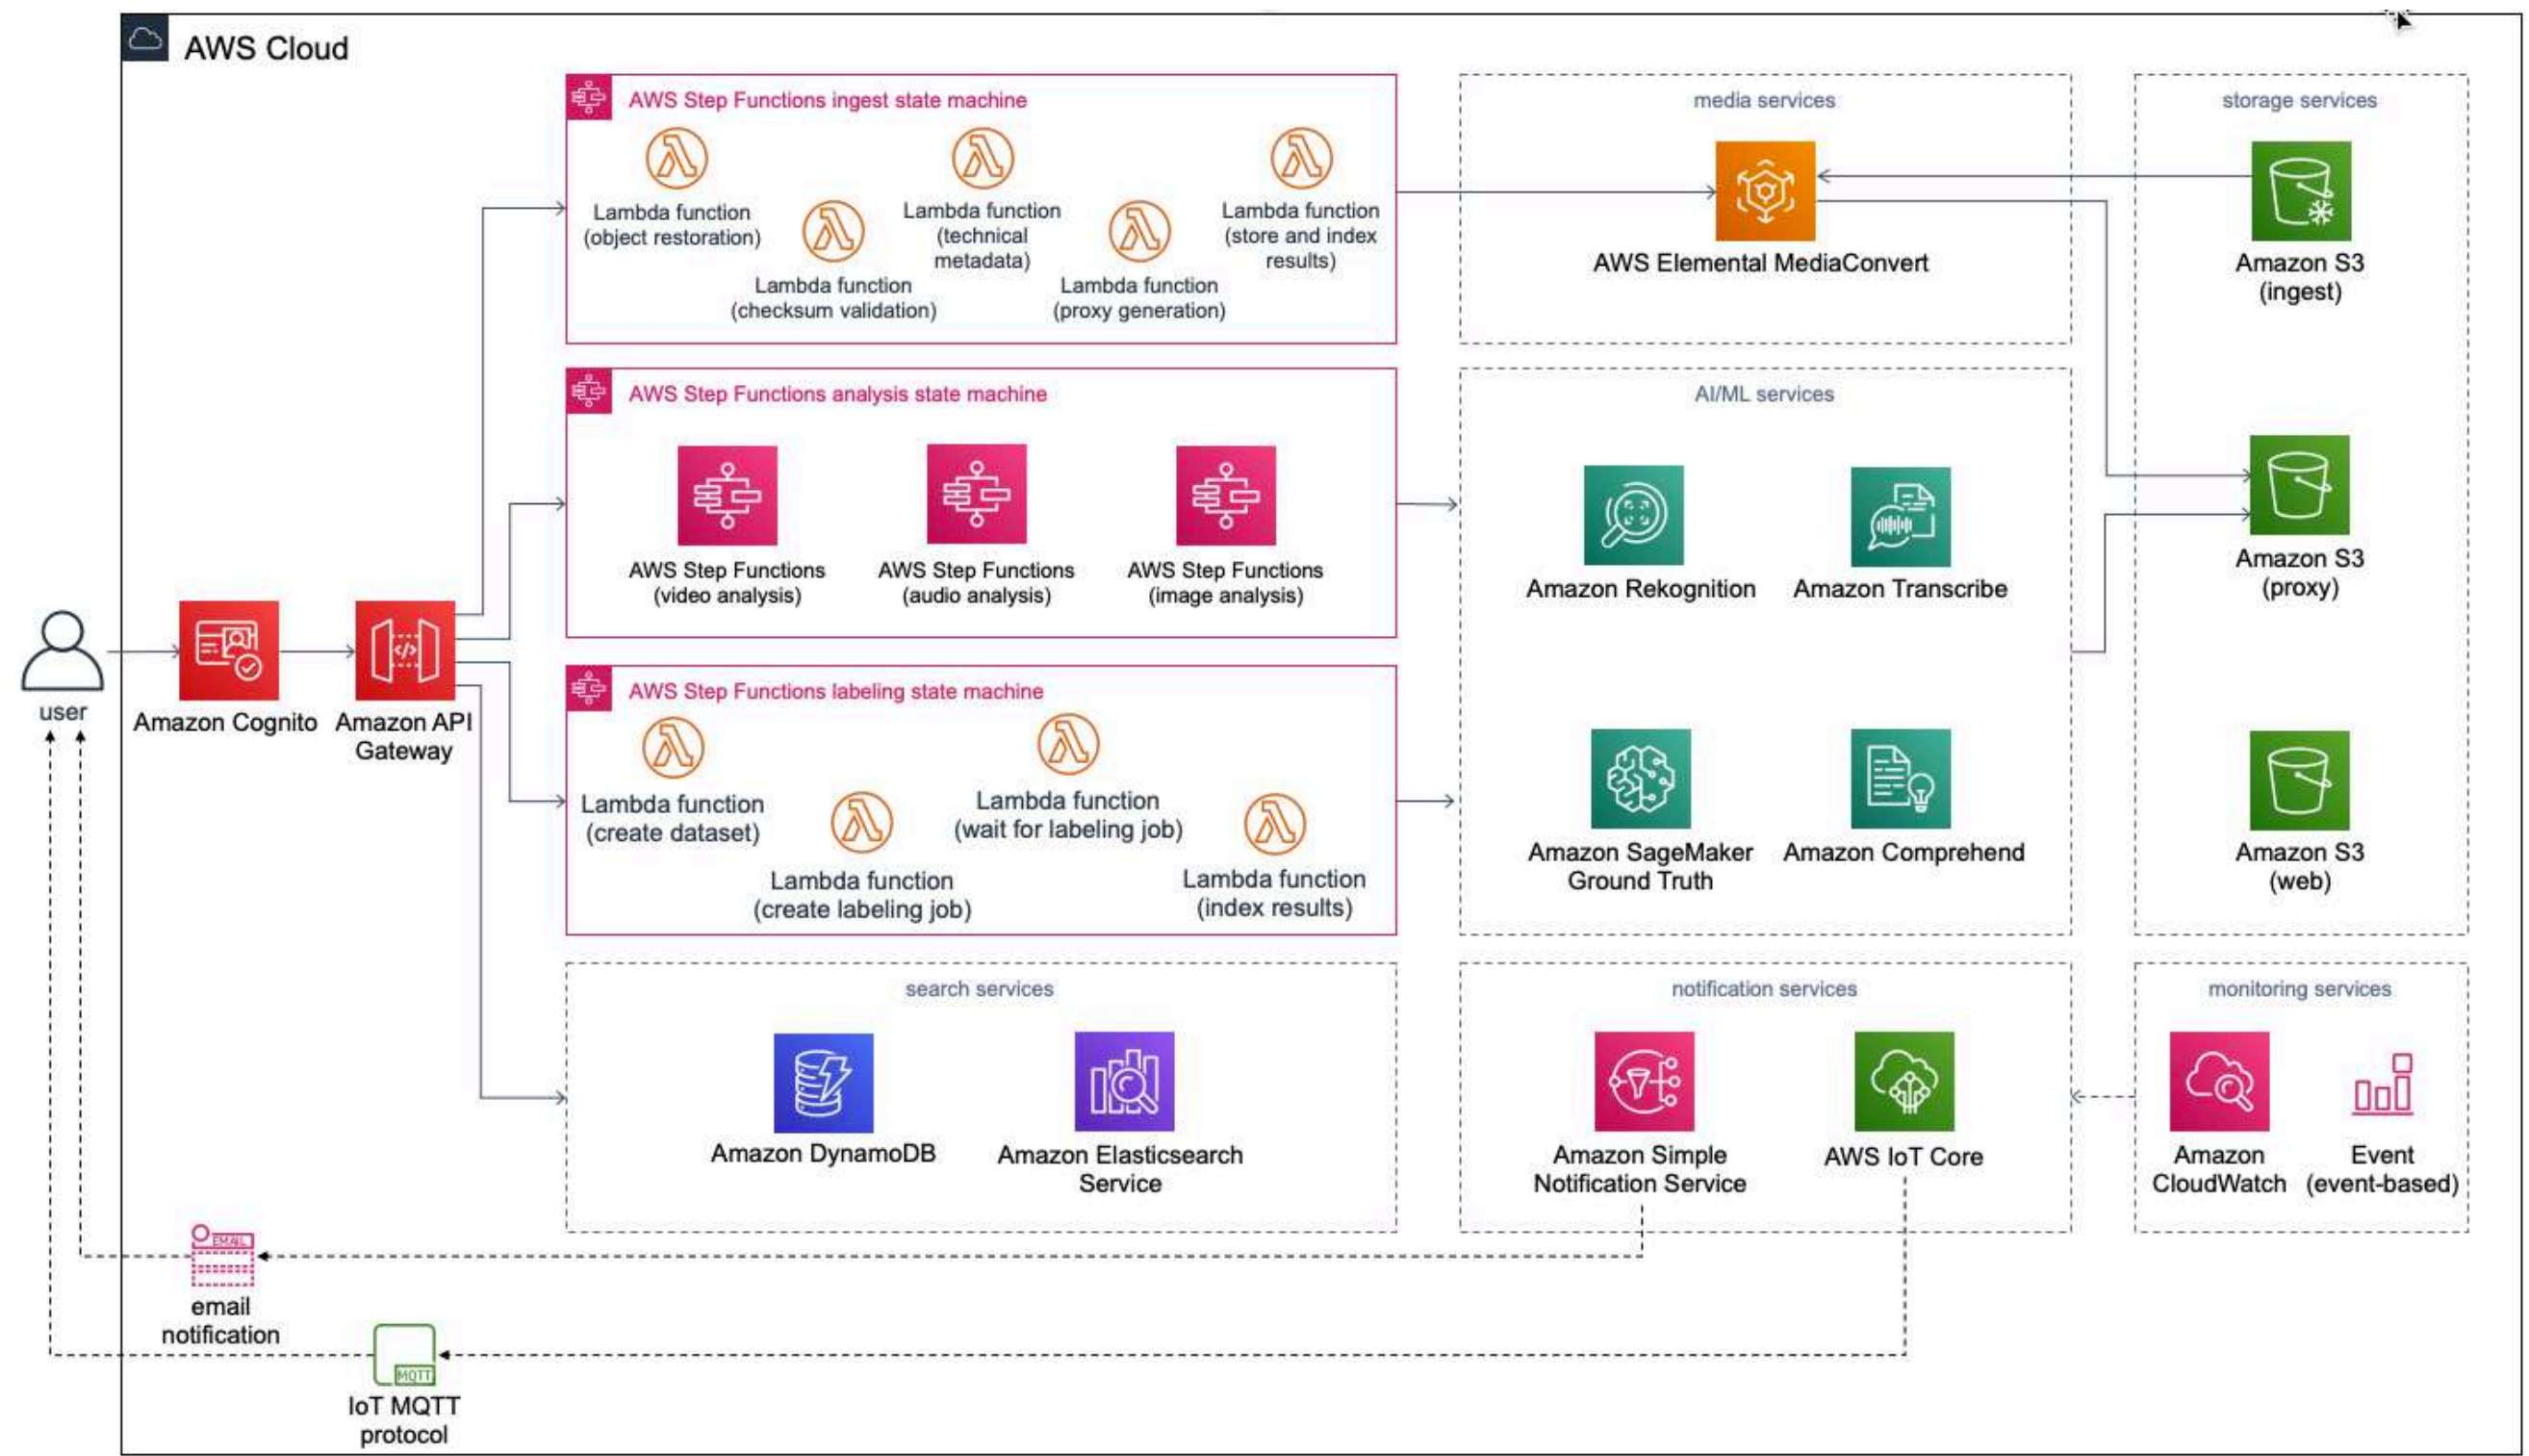 AWS Cloud
AWS Step Functions ingest state machine
Lambda function
(object restoration)
Lambda function
(checksum validation)
Lambda function
(technical
metadata)
Lambda function
(proxy generation)
Lambda function
(store and index
results)
media services
AWS Elemental MediaConvert
storage services
Amazon S3
(ingest)
Amazon S3
(proxy)
Amazon S3
(web)
AWS Step Functions analysis state machine
AWS Step Functions
(video analysis)
AWS Step Functions
(audio analysis)
AWS Step Functions
(image analysis)
AI/ML services
Amazon Rekognition
Amazon Transcribe
Amazon SageMaker
Ground Truth
Amazon Comprehend
user
Amazon Cognito
</>
Amazon API
Gateway
AWS Step Functions labeling state machine
Lambda function
(create dataset)
Lambda function
(create labeling job)
Lambda function
(wait for labeling job)
Lambda function
(index results)
search services
Amazon DynamoDB
Amazon Elasticsearch
Service
notification services
Amazon Simple
Notification Service
AWS IoT Core
monitoring services
Amazon
CloudWatch
Event
(event-based)
EMAIL
email
notification
MQTT
IoT MQTT
protocol